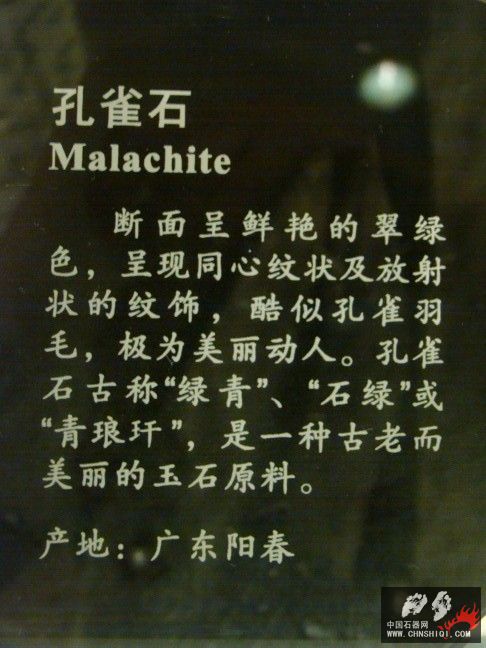 孔雀石
Malachite
断面呈鲜艳的翠绿
色，呈现同心纹状及放射
状的纹饰，酷似孔雀羽
毛，极为美丽动人。孔雀
石古称“绿青”、“石绿”或
“青琅玕”，是一种古老而
美丽的玉石原料。
产地：广东阳春
中国石器网
WWW.CHNSHIQI.COM